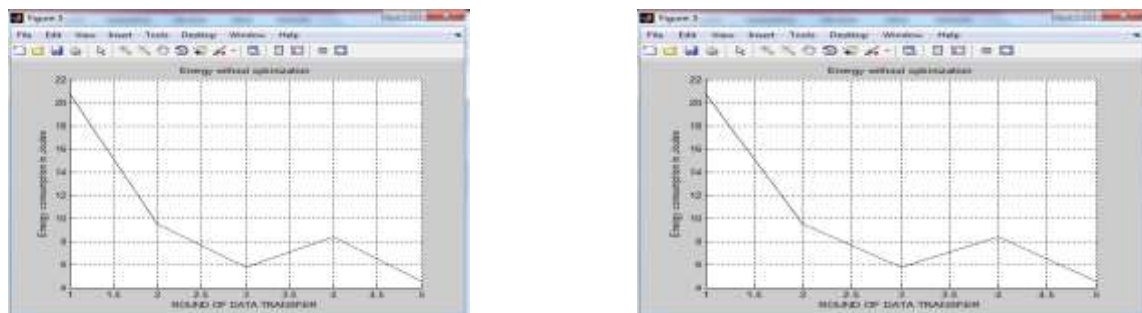 Figure 3
File Edit View Insert Tools Desktop Window Help
Energy without optimization
Energy consumption in Joules
22
20
18
16
14
12
10
8
6
4
1 1.5 2 2.5 3 3.5 4 4.5 5
ROUND OF DATA TRANSFER
Figure 3
File Edit View Insert Tools Desktop Window Help
Energy without optimization
Energy consumption in Joules
22
20
18
16
14
12
10
8
6
4
1 1.5 2 2.5 3 3.5 4 4.5 5
ROUND OF DATA TRANSFER